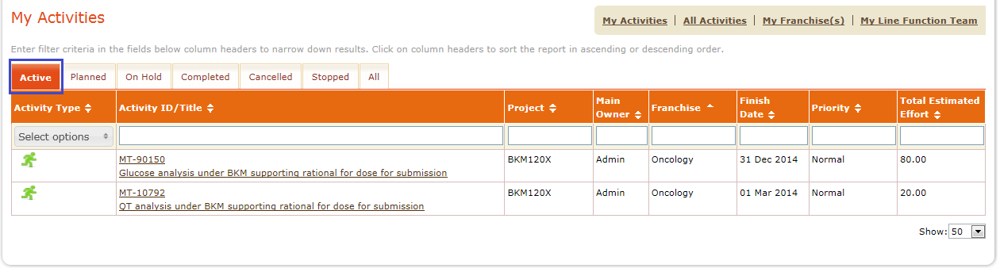 My Activities
My Activities | All Activities | My Franchise(s) | My Line Function Team
Enter filter criteria in the fields below column headers to narrow down results. Click on column headers to sort the report in ascending or descending order.
Active Planned On Hold Completed Cancelled Stopped All
Activity Type Activity ID/Title Project Main Owner Franchise Finish Date Priority Total Estimated Effort
Select options
MT-90150 BKM120X Admin Oncology 31 Dec 2014 Normal 80.00
Glucose analysis under BKM supporting rational for dose for submission
MT-10792 BKM120X Admin Oncology 01 Mar 2014 Normal 20.00
QT analysis under BKM supporting rational for dose for submission
Show: 50